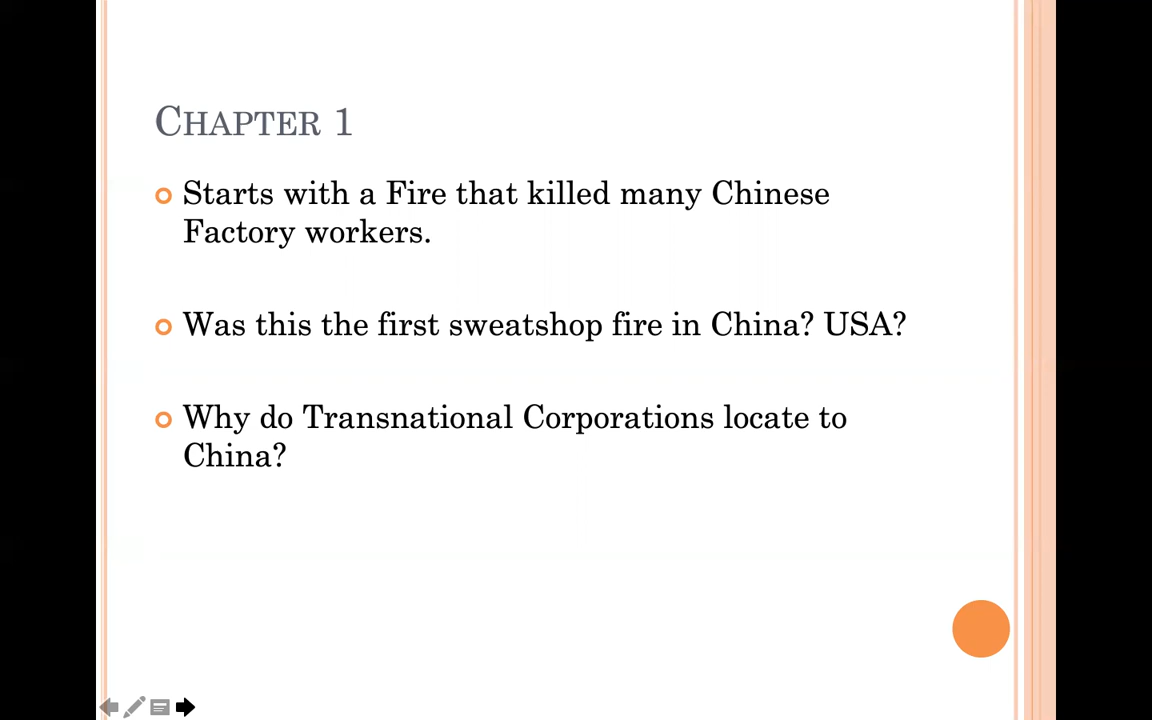 Chapter 1
Starts with a Fire that killed many Chinese
Factory workers.
Was this the first sweatshop fire in China? USA?
Why do Transnational Corporations locate to
China?